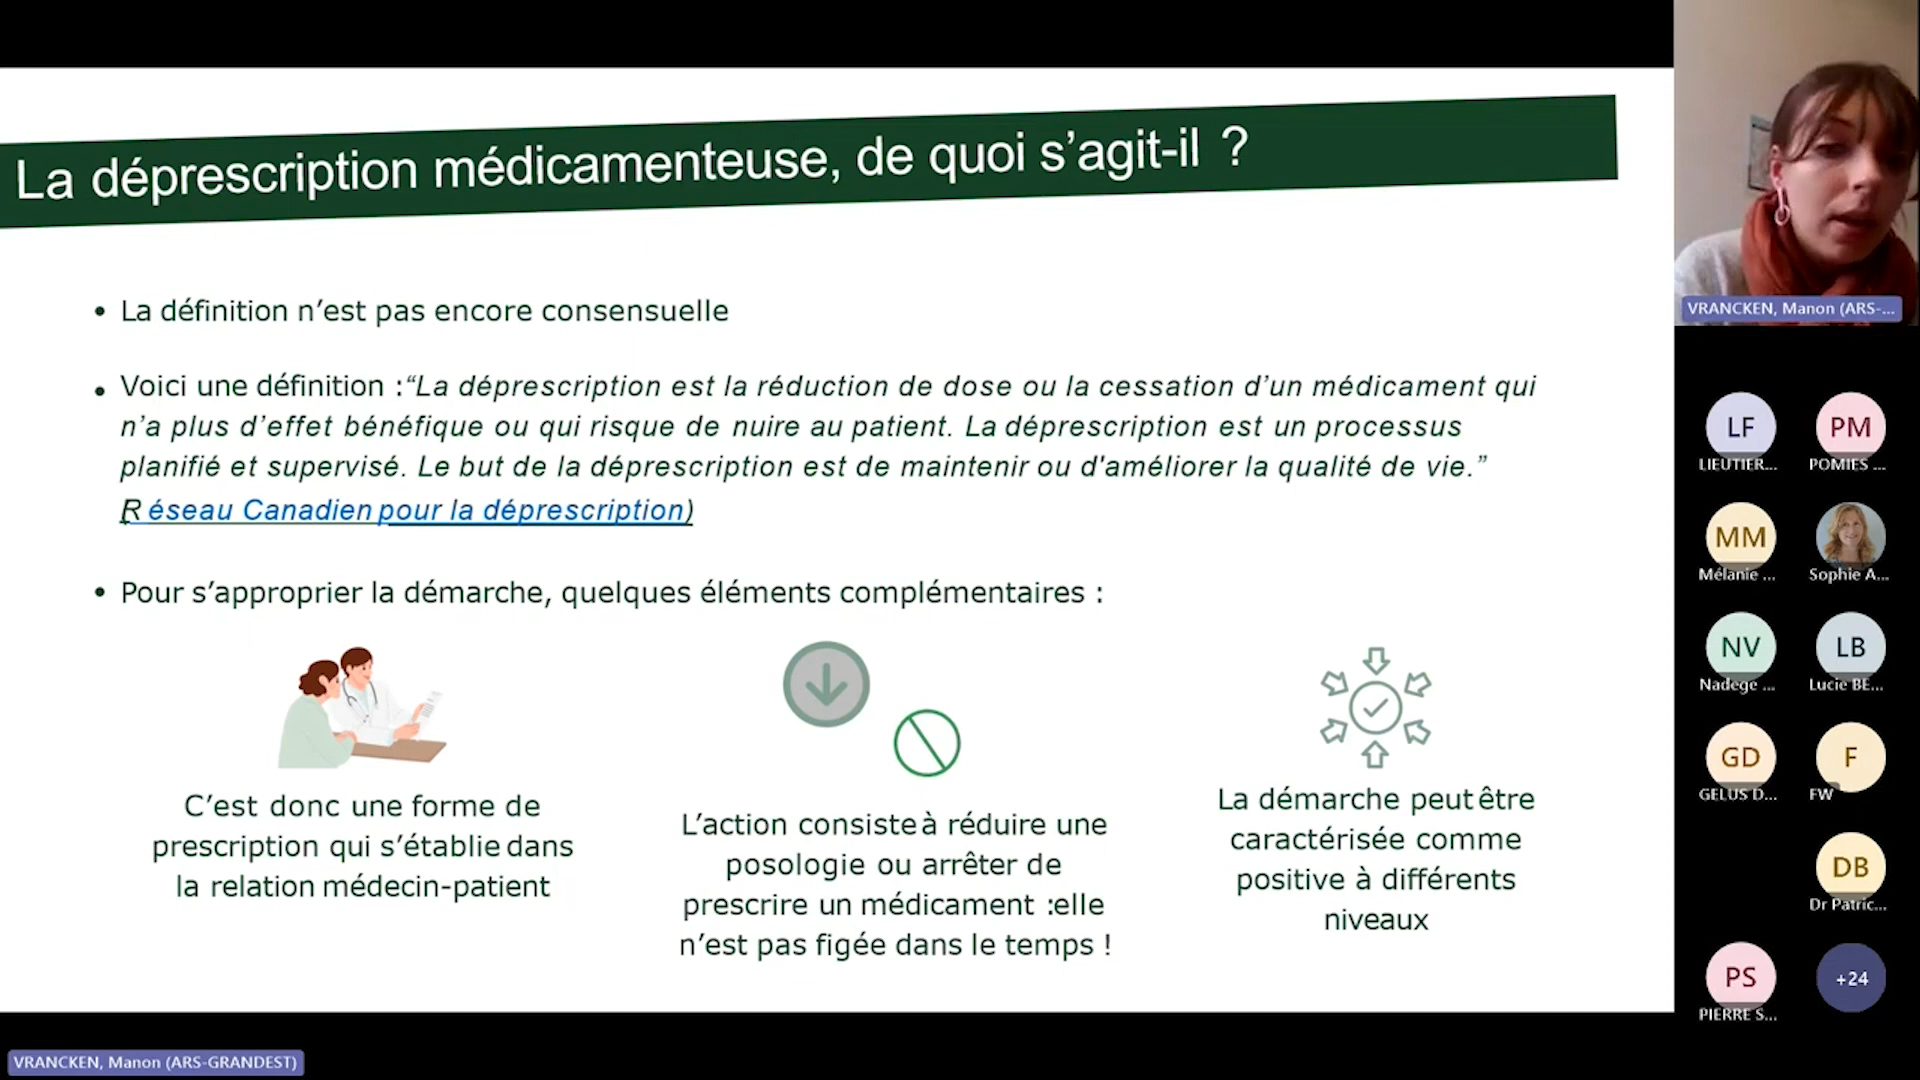 La déprescription médicamenteuse, de quoi s’agit-il ?
• La définition n’est pas encore consensuelle
• Voici une définition :“La déprescription est la réduction de dose ou la cessation d’un médicament qui
n’a plus d’effet bénéfique ou qui risque de nuire au patient. La déprescription est un processus
planifié et supervisé. Le but de la déprescription est de maintenir ou d'améliorer la qualité de vie.”
R éseau Canadien pour la déprescription)
• Pour s’approprier la démarche, quelques éléments complémentaires :
C’est donc une forme de
prescription qui s’établie dans
la relation médecin-patient
L’action consiste à réduire une
posologie ou arrêter de
prescrire un médicament :elle
n’est pas figée dans le temps !
La démarche peut être
caractérisée comme
positive à différents
niveaux
VRANCKEN, Manon (ARS-...
LF
LIEUTIER...
PM
POMIES ...
MM
Mélanie ...
Sophie A...
NV
Nadège ...
LB
Lucie BE...
GD
GELUS D...
F
FW
DB
Dr Patric...
PS
PIERRE S...
+24
VRANCKEN, Manon (ARS-GRANDEST)